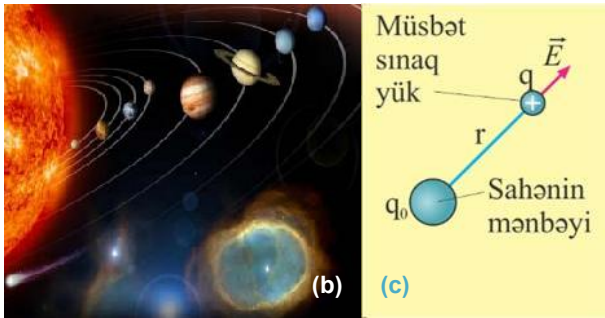 (b)
Müsbət
sınaq
yük
q
E⃗
r
q₀
Sahənin
mənbəyi
(c)